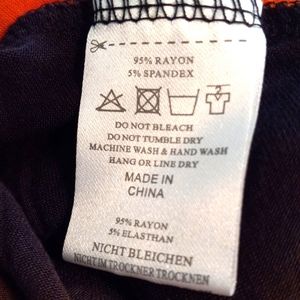 95% RAYON
5% SPANDEX
DO NOT BLEACH
DO NOT TUMBLE DRY
MACHINE WASH & HAND WASH
HANG OR LINE DRY
MADE IN
CHINA
95% RAYON
5% ELASTHAN
NICHT BLEICHEN
NICHT IM TROCKNER TROCKNEN